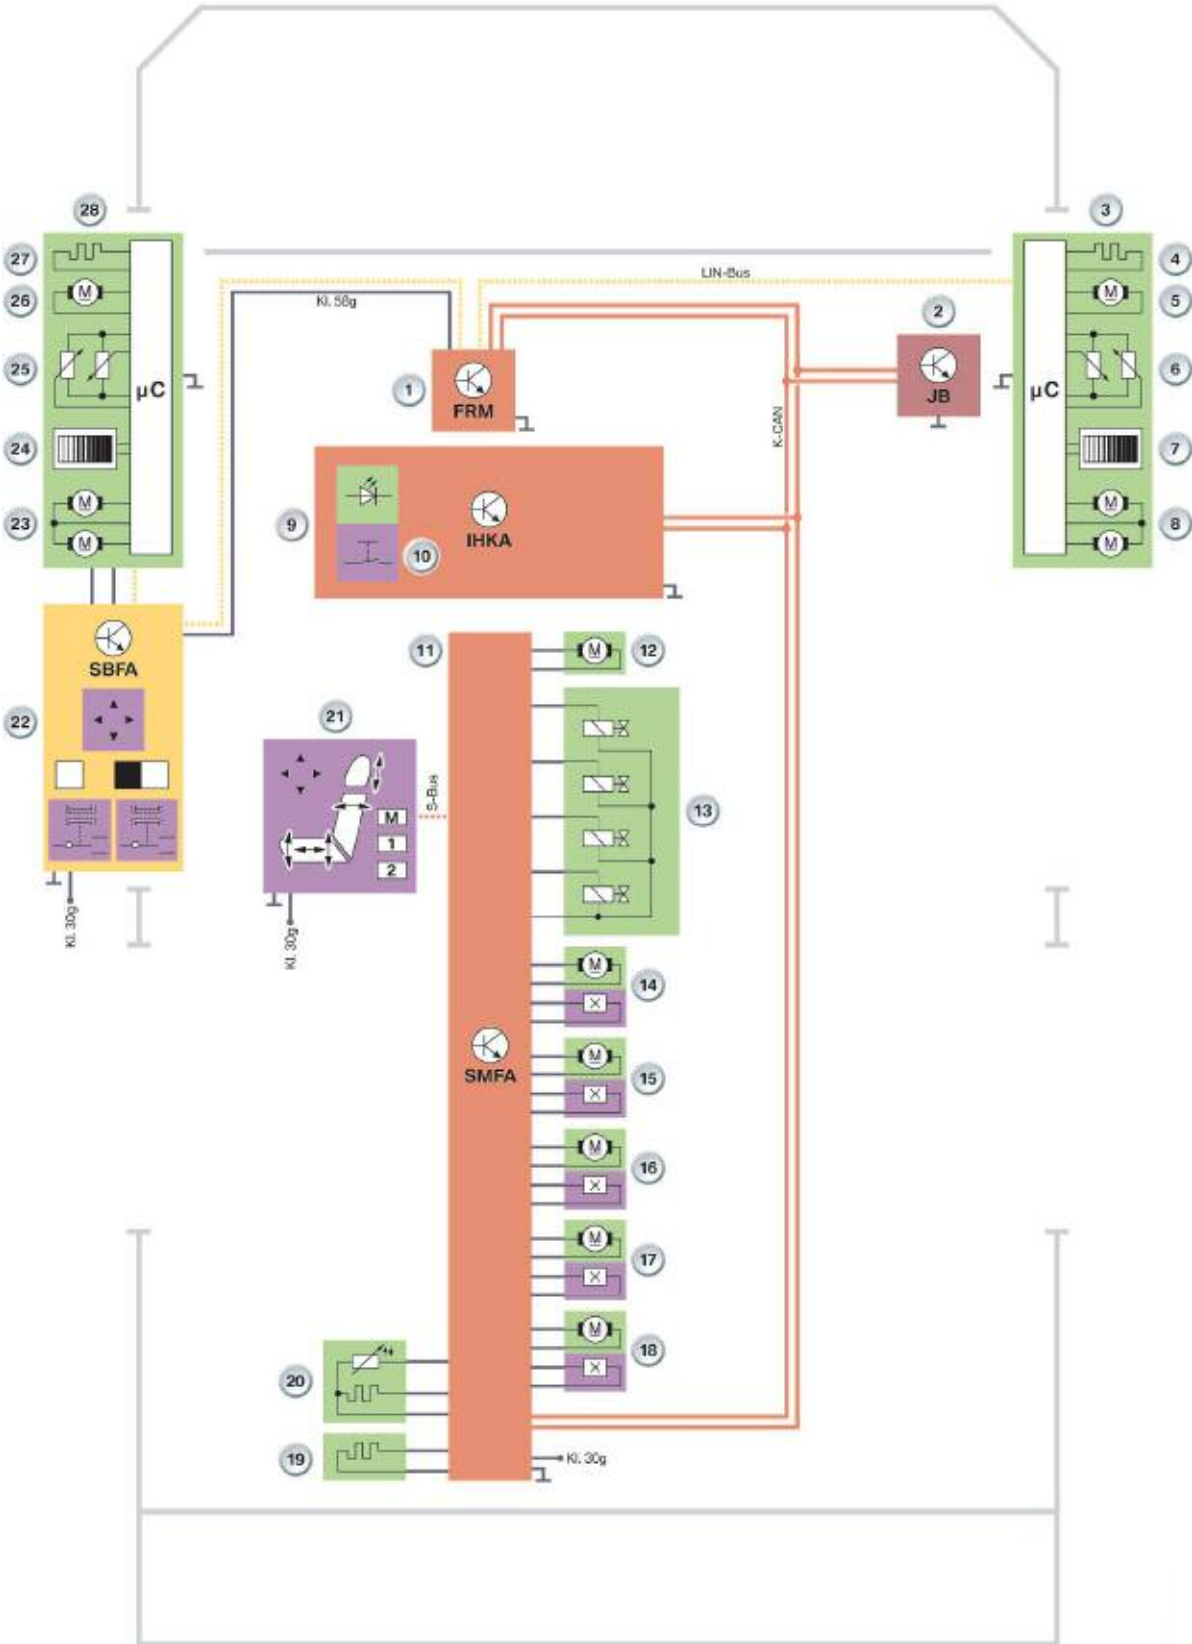 28
3
27
4
LIN-Bus
M
26
Kl. 58g
M
5
2
25
µC
1
FRM
JB
µC
6
K-CAN
24
7
M
23
M
9
IHKA
10
M
8
M
SBFA
11
M
12
22
21
S-Bus
M
1
2
13
Kl. 30g
Kl. 30g
M
14
X
SMFA
M
15
X
M
16
X
M
17
X
M
18
X
20
19
Kl. 30g